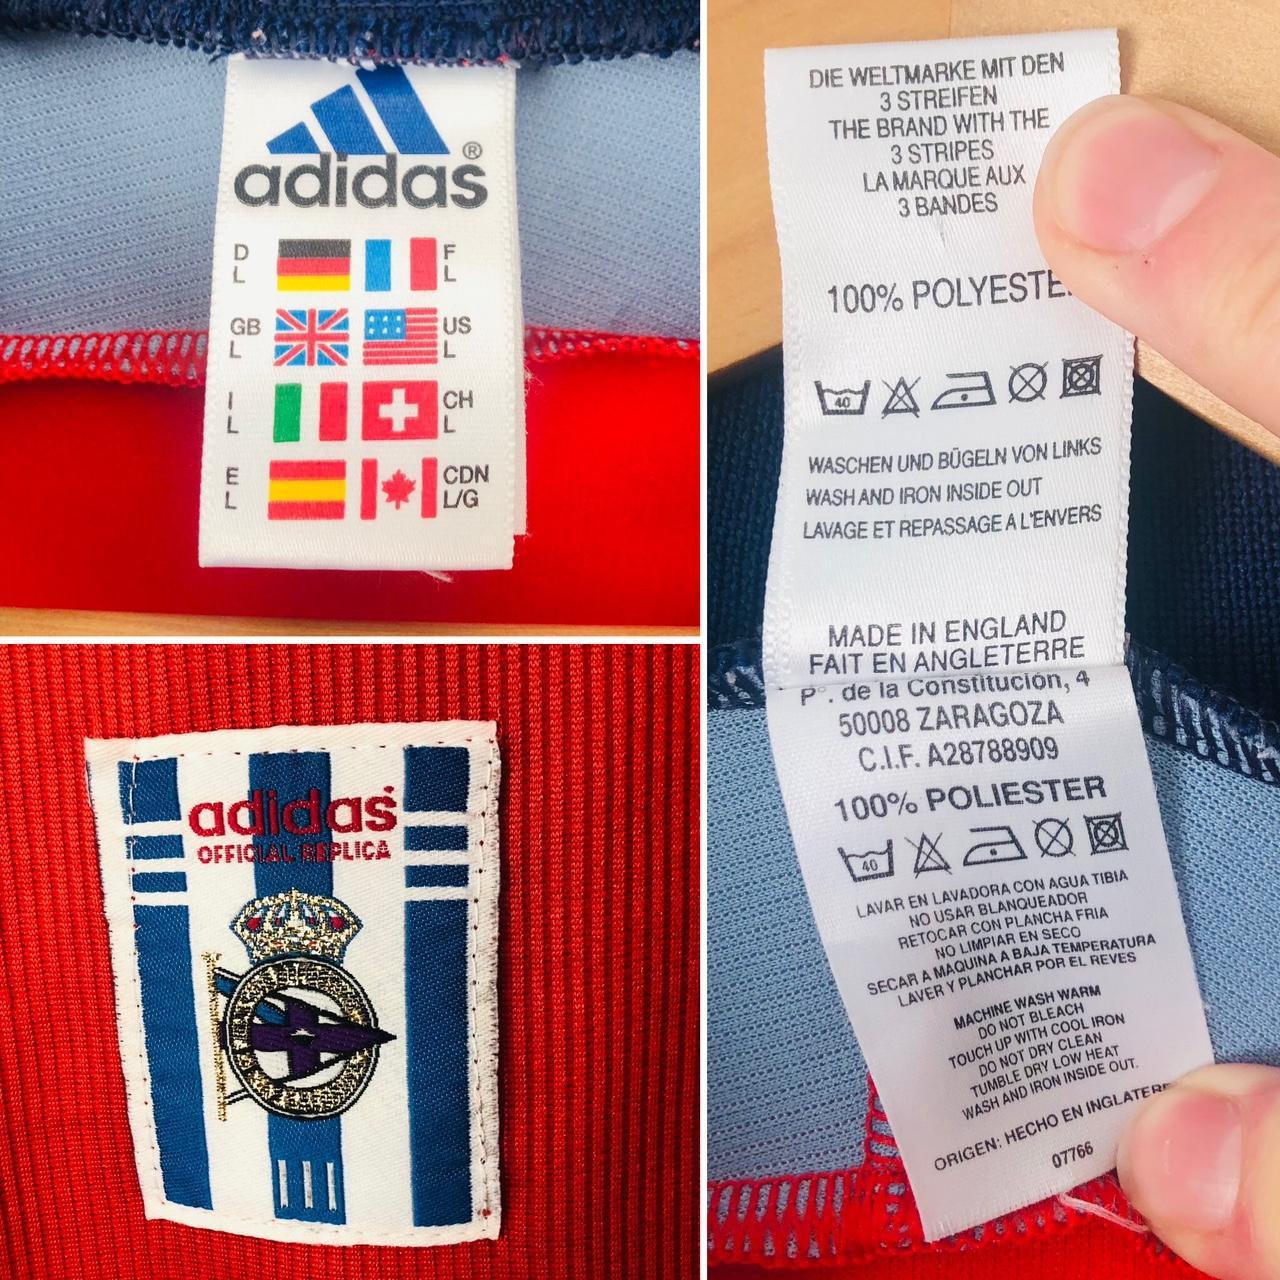 adidas®
D L F L
GB L US L
I L CH L
E L CDN L/G
adidas
OFFICIAL REPLICA
DIE WELTMARKE MIT DEN
3 STREIFEN
THE BRAND WITH THE
3 STRIPES
LA MARQUE AUX
3 BANDES
100%
40
WASCHEN UND BÜGELN VON LINKS
WASH AND IRON INSIDE OUT
LAVAGE ET REPASSAGE A L'ENVERS
MADE IN ENGLAND
FAIT EN ANGLETERRE
Pº. de la Constitución, 4
50008 ZARAGOZA
C.I.F. A28788909
100% POLIESTER
40
LAVAR EN LAVADORA CON AGUA TIBIA
NO USAR BLANQUEADOR
RETOCAR CON PLANCHA FRIA
NO LIMPIAR EN SECO
SECAR A MAQUINA A BAJA TEMPERATURA
LAVER Y PLANCHAR POR EL REVES
MACHINE WASH WARM
DO NOT BLEACH
TOUCH UP WITH COOL IRON
DO NOT DRY CLEAN
TUMBLE DRY LOW HEAT
WASH AND IRON INSIDE OUT.
ORIGEN: HECHO EN
07766